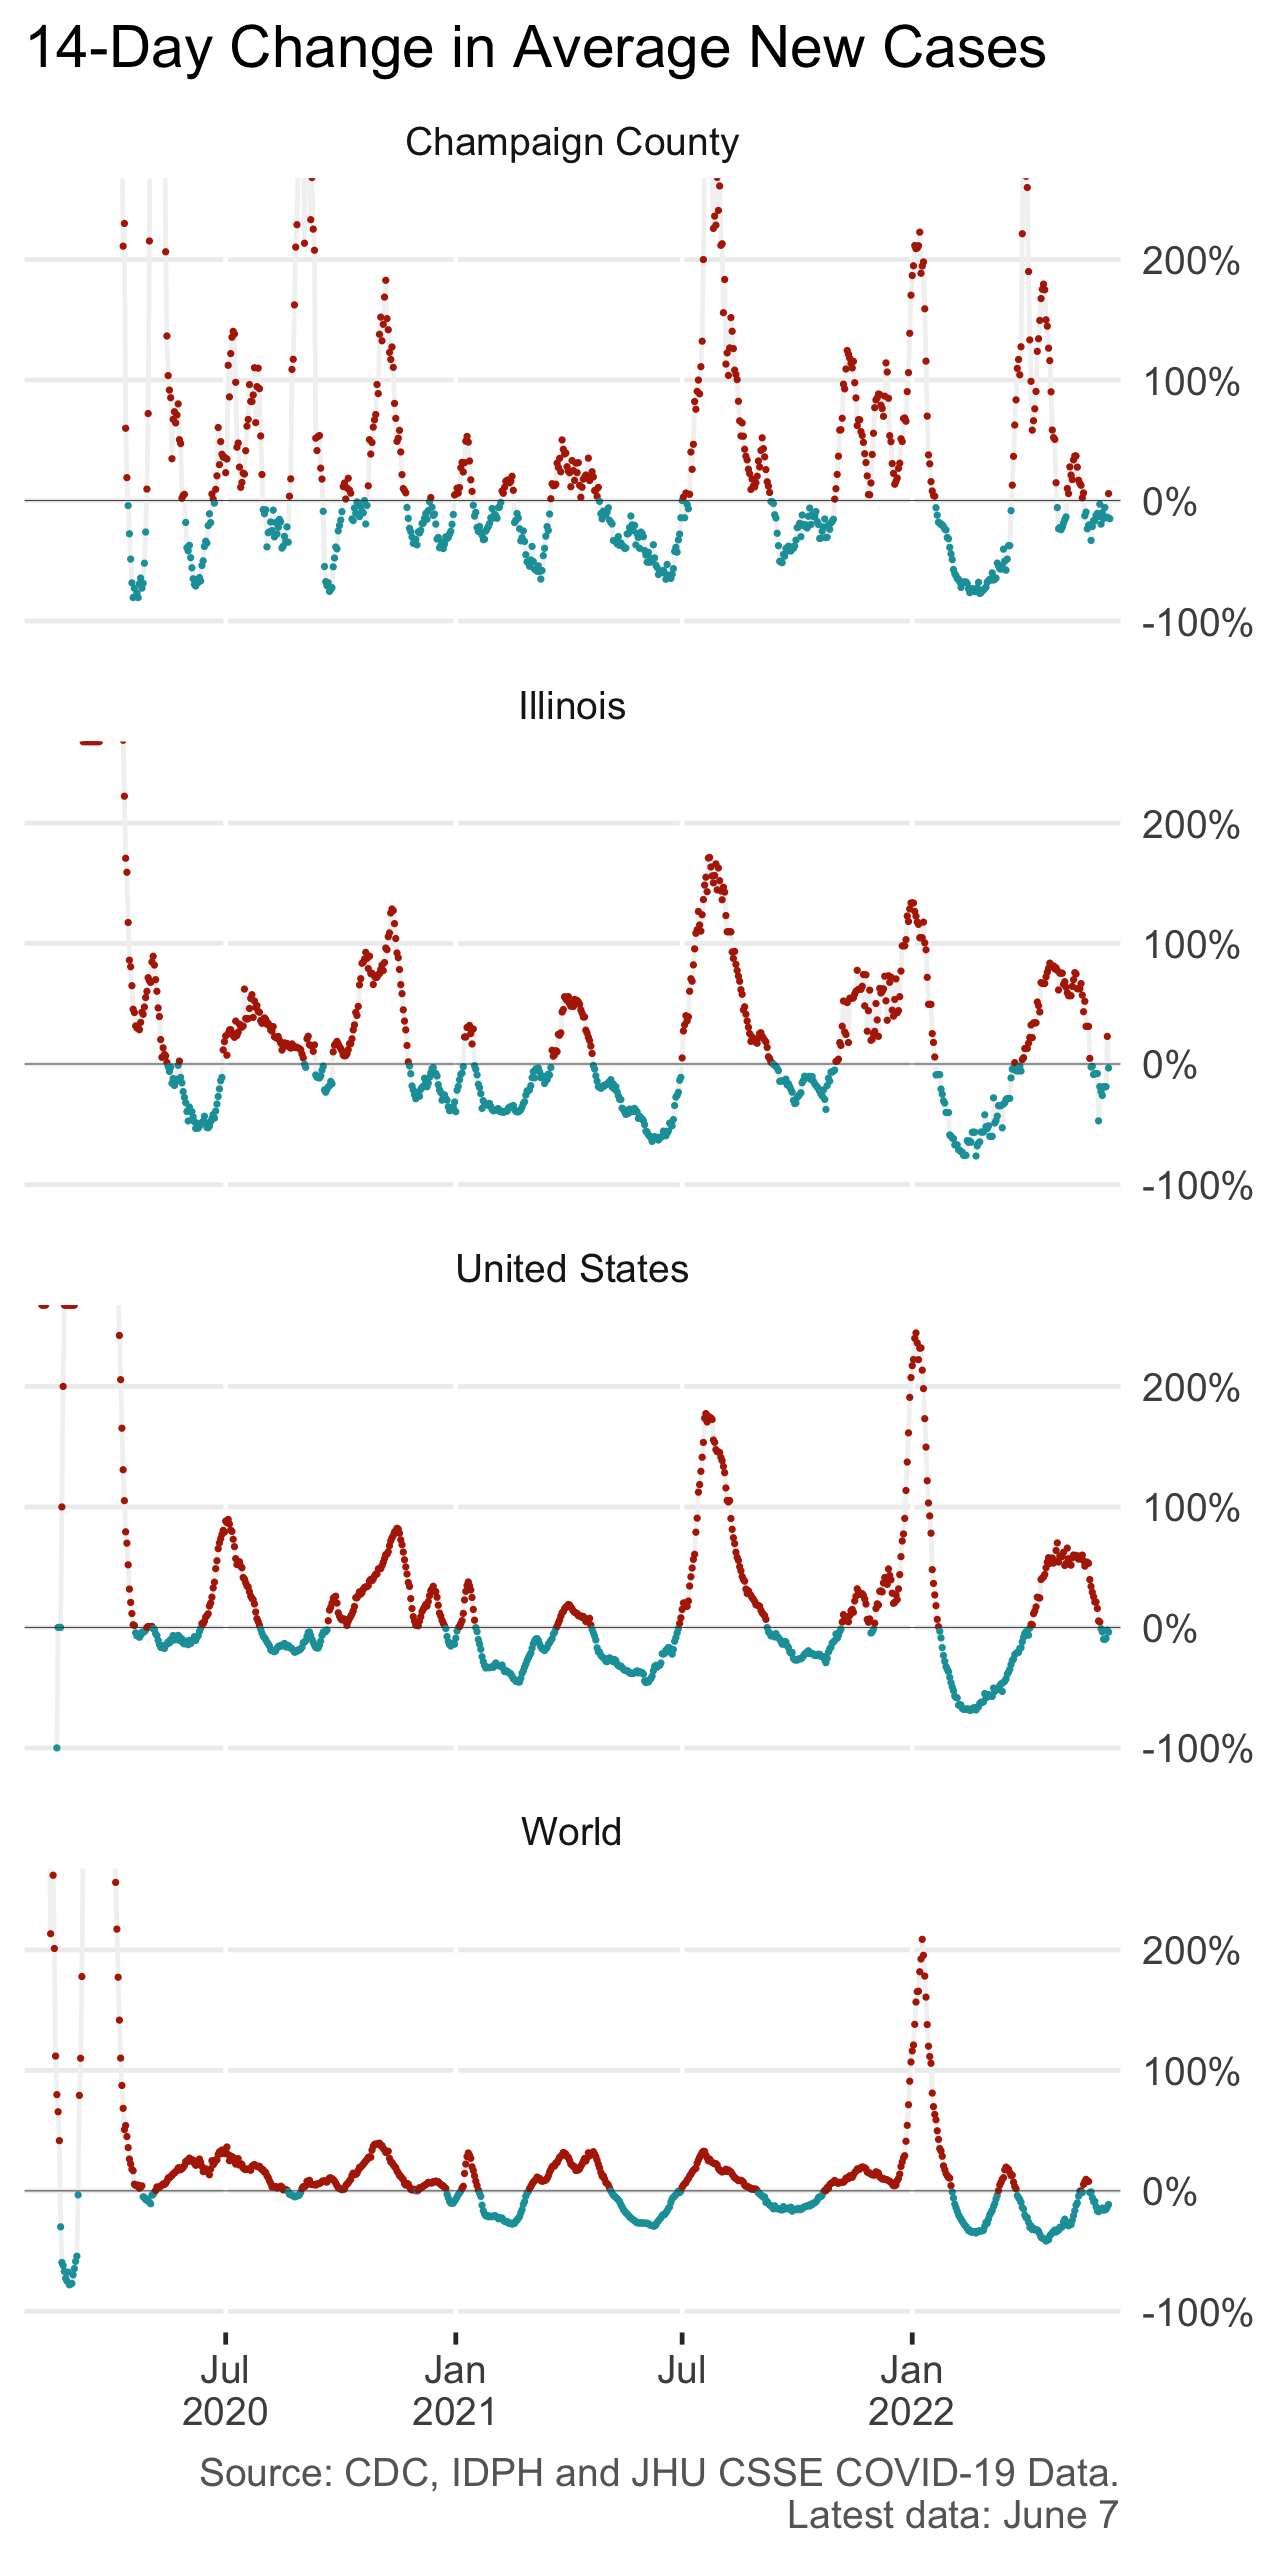 14-Day Change in Average New Cases
Champaign County
200%
100%
0%
-100%
Illinois
200%
100%
0%
-100%
United States
200%
100%
0%
-100%
World
200%
100%
0%
-100%
Jul Jan Jul Jan
2020 2021 2022
Source: CDC, IDPH and JHU CSSE COVID-19 Data.
Latest data: June 7